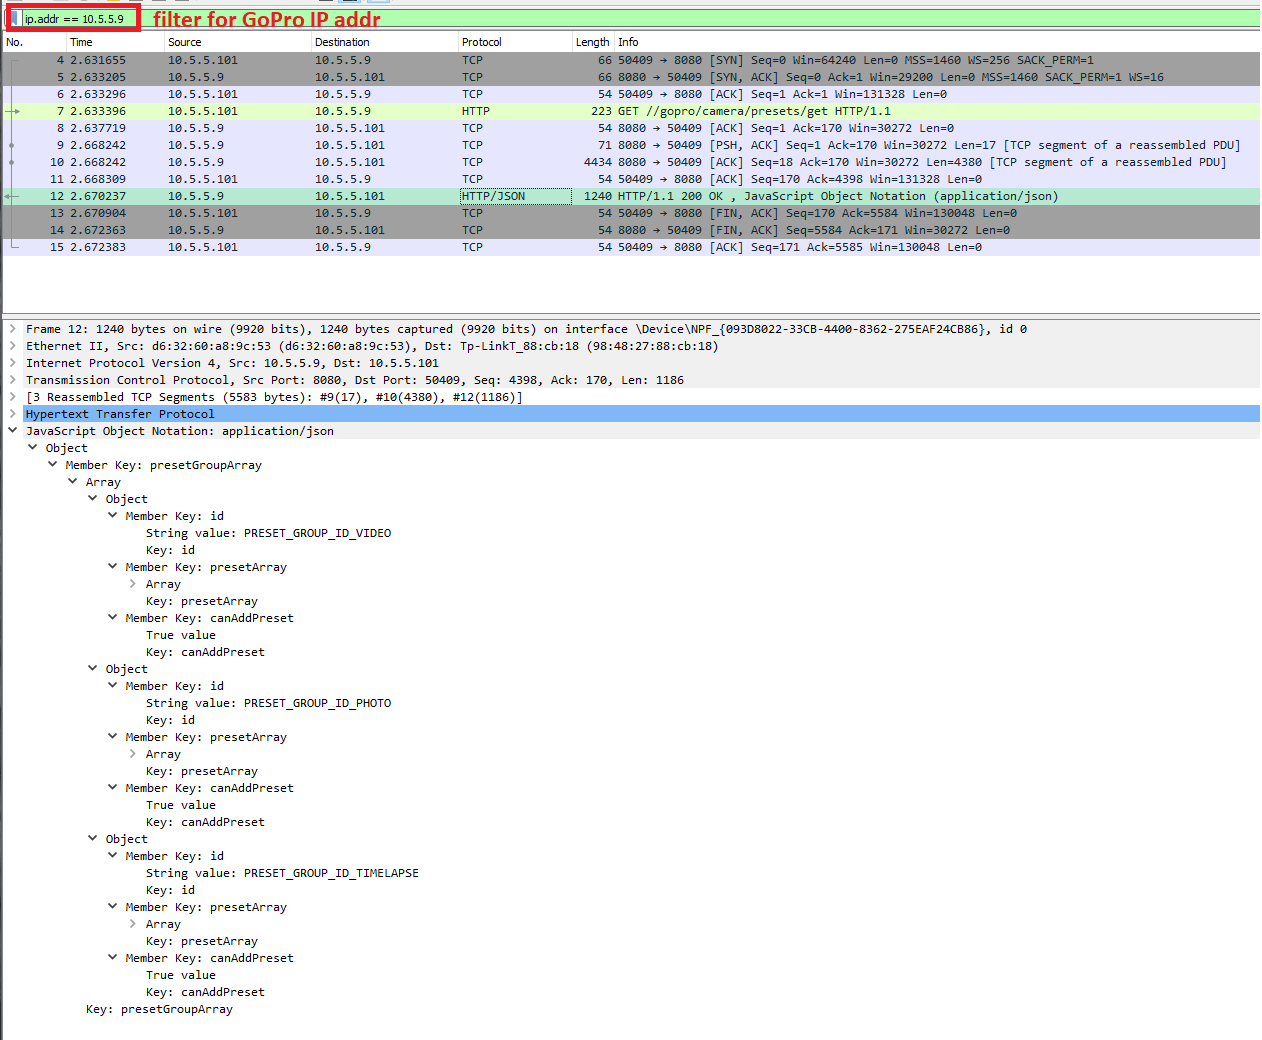 ip.addr == 10.5.5.9 filter for GoPro IP addr
No. Time Source Destination Protocol Length Info
4 2.631655 10.5.5.101 10.5.5.9 TCP 66 50409 → 8080 [SYN] Seq=0 Win=64240 Len=0 MSS=1460 WS=256 SACK_PERM=1
5 2.633205 10.5.5.9 10.5.5.101 TCP 66 8080 → 50409 [SYN, ACK] Seq=0 Ack=1 Win=29200 Len=0 MSS=1460 SACK_PERM=1 WS=16
6 2.633296 10.5.5.101 10.5.5.9 TCP 54 50409 → 8080 [ACK] Seq=1 Ack=1 Win=131328 Len=0
7 2.633396 10.5.5.101 10.5.5.9 HTTP 223 GET //gopro/camera/presets/get HTTP/1.1
8 2.637719 10.5.5.9 10.5.5.101 TCP 54 8080 → 50409 [ACK] Seq=1 Ack=170 Win=30272 Len=0
9 2.668242 10.5.5.9 10.5.5.101 TCP 71 8080 → 50409 [PSH, ACK] Seq=1 Ack=170 Win=30272 Len=17 [TCP segment of a reassembled PDU]
10 2.668242 10.5.5.9 10.5.5.101 TCP 4434 8080 → 50409 [ACK] Seq=18 Ack=170 Win=30272 Len=4380 [TCP segment of a reassembled PDU]
11 2.668309 10.5.5.101 10.5.5.9 TCP 54 50409 → 8080 [ACK] Seq=170 Ack=4398 Win=131328 Len=0
12 2.670237 10.5.5.9 10.5.5.101 HTTP/JSON 1240 HTTP/1.1 200 OK , JavaScript Object Notation (application/json)
13 2.670904 10.5.5.101 10.5.5.9 TCP 54 50409 → 8080 [FIN, ACK] Seq=170 Ack=5584 Win=130048 Len=0
14 2.672363 10.5.5.9 10.5.5.101 TCP 54 8080 → 50409 [FIN, ACK] Seq=5584 Ack=171 Win=30272 Len=0
15 2.672383 10.5.5.101 10.5.5.9 TCP 54 50409 → 8080 [ACK] Seq=171 Ack=5585 Win=130048 Len=0
Frame 12: 1240 bytes on wire (9920 bits), 1240 bytes captured (9920 bits) on interface \Device\NPF_{093D8022-33CB-4400-8362-275EAF24CB86}, id 0
Ethernet II, Src: d6:32:60:a8:9c:53 (d6:32:60:a8:9c:53), Dst: Tp-LinkT_88:cb:18 (98:48:27:88:cb:18)
Internet Protocol Version 4, Src: 10.5.5.9, Dst: 10.5.5.101
Transmission Control Protocol, Src Port: 8080, Dst Port: 50409, Seq: 4398, Ack: 170, Len: 1186
[3 Reassembled TCP Segments (5583 bytes): #9(17), #10(4380), #12(1186)]
Hypertext Transfer Protocol
JavaScript Object Notation: application/json
Object
Member Key: presetGroupArray
Array
Object
Member Key: id
String value: PRESET_GROUP_ID_VIDEO
Key: id
Member Key: presetArray
Array
Key: presetArray
Member Key: canAddPreset
True value
Key: canAddPreset
Object
Member Key: id
String value: PRESET_GROUP_ID_PHOTO
Key: id
Member Key: presetArray
Array
Key: presetArray
Member Key: canAddPreset
True value
Key: canAddPreset
Object
Member Key: id
String value: PRESET_GROUP_ID_TIMELAPSE
Key: id
Member Key: presetArray
Array
Key: presetArray
Member Key: canAddPreset
True value
Key: canAddPreset
Key: presetGroupArray